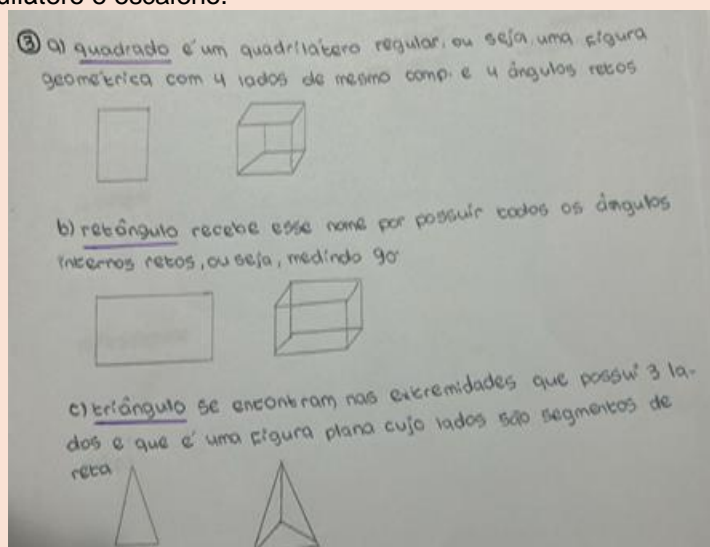 ③ a) quadrado é um quadrilátero regular, ou seja, uma figura
geométrica com 4 lados de mesmo comp. e 4 ângulos retos
b) retângulo recebe esse nome por possuir todos os ângulos
internos retos, ou seja, medindo 90°
c) triângulo se encontram nas extremidades que possui 3 la-
dos e que é uma figura plana cujo lados são segmentos de
reta